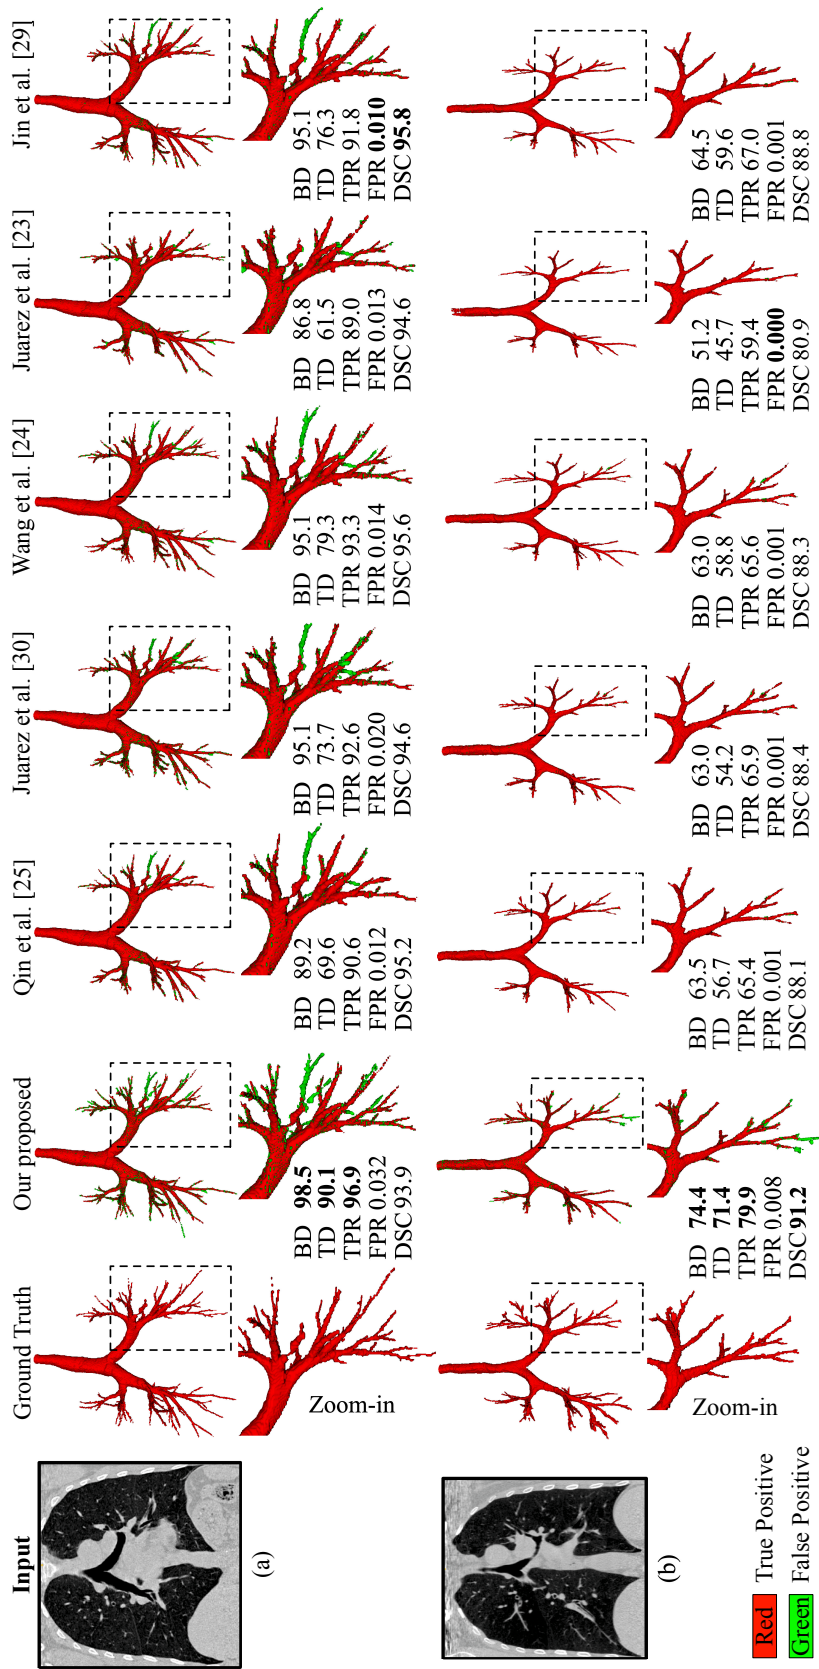 Input
Ground Truth
Our proposed
Qin et al. [25]
Juarez et al. [30]
Wang et al. [24]
Juarez et al. [23]
Jin et al. [29]
Zoom-in
BD 98.5
TD 90.1
TPR 96.9
FPR 0.032
DSC 93.9
BD 89.2
TD 69.6
TPR 90.6
FPR 0.012
DSC 95.2
BD 95.1
TD 73.7
TPR 92.6
FPR 0.020
DSC 94.6
BD 95.1
TD 79.3
TPR 93.3
FPR 0.014
DSC 95.6
BD 86.8
TD 61.5
TPR 89.0
FPR 0.013
DSC 94.6
BD 95.1
TD 76.3
TPR 91.8
FPR 0.010
DSC 95.8
(a)
Zoom-in
BD 74.4
TD 71.4
TPR 79.9
FPR 0.008
DSC 91.2
BD 63.5
TD 56.7
TPR 65.4
FPR 0.001
DSC 88.1
BD 63.0
TD 54.2
TPR 65.9
FPR 0.001
DSC 88.4
BD 63.0
TD 58.8
TPR 65.6
FPR 0.001
DSC 88.3
BD 51.2
TD 45.7
TPR 59.4
FPR 0.000
DSC 80.9
BD 64.5
TD 59.6
TPR 67.0
FPR 0.001
DSC 88.8
(b)
Red True Positive
Green False Positive